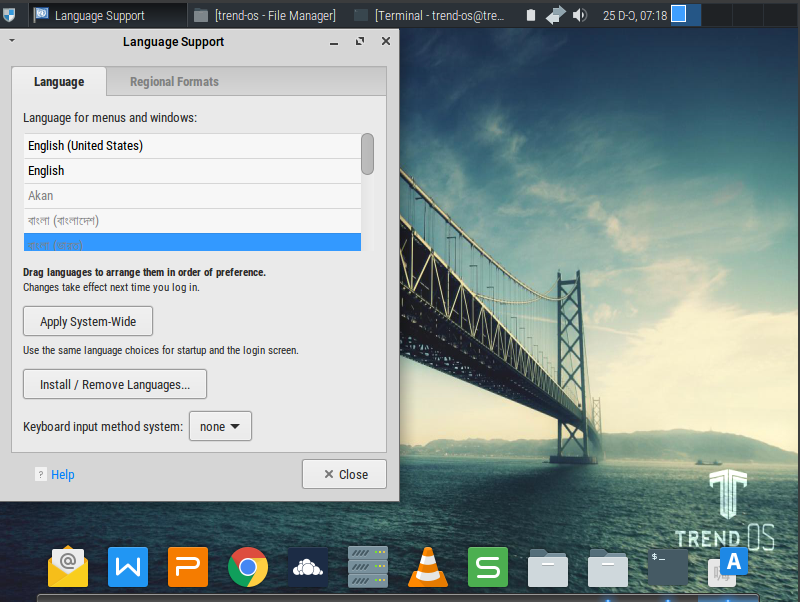 Language Support
[trend-os - File Manager]
[Terminal - trend-os@tre...
25 D-Ɔ, 07:18
Language Support
Language
Regional Formats
Language for menus and windows:
English (United States)
English
Akan
বাংলা (বাংলাদেশ)
Drag languages to arrange them in order of preference.
Changes take effect next time you log in.
Apply System-Wide
Use the same language choices for startup and the login screen.
Install / Remove Languages...
Keyboard input method system:
none
? Help
Close
TREND OS
@
W
P
S
$_
A